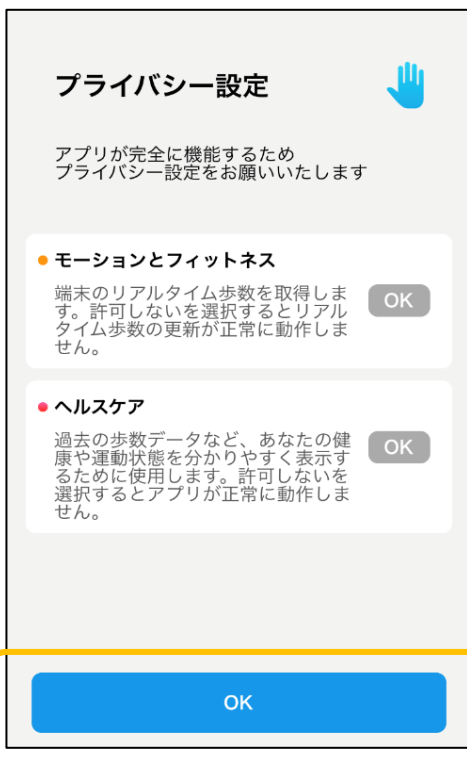 プライバシー設定
アプリが完全に機能するため
プライバシー設定をお願いいたします
モーションとフィットネス
端末のリアルタイム歩数を取得しま
す。許可しないを選択するとリアル
タイム歩数の更新が正常に動作しま
せん。
OK
ヘルスケア
過去の歩数データなど、あなたの健
康や運動状態を分かりやすく表示す
るために使用します。許可しないを
選択するとアプリが正常に動作しま
せん。
OK
OK